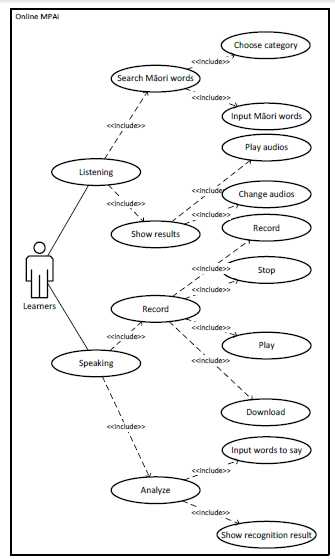 Online MPAi
Choose category
<<Include>>
Search Māori words
<<Include>>
Input Māori words
<<Include>>
Play audios
Listening
<<Include>>
Change audios
<<Include>>
<<Include>>
Show results
Record
<<Include>>
Stop
<<Include>>
Learners
Record
<<Include>>
Play
<<Include>>
Speaking
<<Include>>
Download
<<Include>>
Input words to say
<<Include>>
Analyze
<<Include>>
Show recognition result